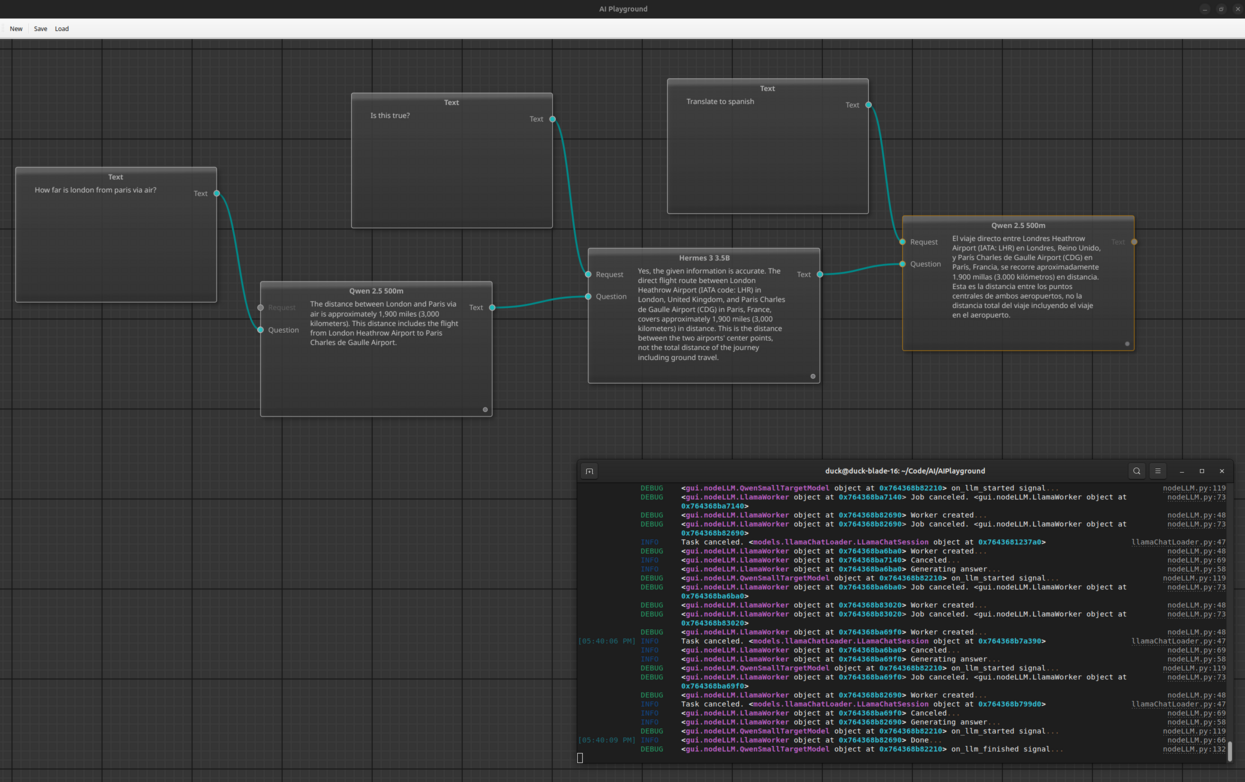 AI Playground
New Save Load
Text
How far is london from paris via air?
Text
Text
Is this true?
Text
Text
Translate to spanish
Text
Qwen 2.5 500m
Request
Question
The distance between London and Paris via
air is approximately 1,900 miles (3,000
kilometers). This distance includes the flight
from London Heathrow Airport to Paris
Charles de Gaulle Airport.
Text
Hermes 3 3.5B
Request
Question
Yes, the given information is accurate. The
direct flight route between London
Heathrow Airport (IATA code: LHR) in
London, United Kingdom, and Paris Charles
de Gaulle Airport (CDG) in Paris, France,
covers approximately 1,900 miles (3,000
kilometers) in distance. This is the distance
between the two airports' center points,
not the total distance of the journey
including ground travel.
Text
Qwen 2.5 500m
Request
Question
El viaje directo entre Londres Heathrow
Airport (IATA: LHR) en Londres, Reino Unido,
y París Charles de Gaulle Airport (CDG) en
París, Francia, se recorre aproximadamente
1.900 millas (3.000 kilómetros) en distancia.
Esta es la distancia entre los puntos
centrales de ambos aeropuertos, no la
distancia total del viaje incluyendo el viaje
en el aeropuerto.
Text
duck@duck-blade-16: ~/Code/AI/AIPlayground
DEBUG <gui.nodeLLM.QwenSmallTargetModel object at 0x764368b82210> on_llm_started signal... nodeLLM.py:119
DEBUG <gui.nodeLLM.LlamaWorker object at 0x764368ba7140> Job canceled. <gui.nodeLLM.LlamaWorker object at nodeLLM.py:73
0x764368ba7140>
DEBUG <gui.nodeLLM.LlamaWorker object at 0x764368b82690> Worker created... nodeLLM.py:48
DEBUG <gui.nodeLLM.LlamaWorker object at 0x764368b82690> Job canceled. <gui.nodeLLM.LlamaWorker object at nodeLLM.py:73
0x764368b82690>
INFO Task canceled. <models.llamaChatLoader.LLamaChatSession object at 0x7643681237a0> llamaChatLoader.py:47
DEBUG <gui.nodeLLM.LlamaWorker object at 0x764368ba6ba0> Worker created... nodeLLM.py:48
INFO <gui.nodeLLM.LlamaWorker object at 0x764368ba7140> Canceled... nodeLLM.py:69
INFO <gui.nodeLLM.LlamaWorker object at 0x764368ba6ba0> Generating answer... nodeLLM.py:58
DEBUG <gui.nodeLLM.QwenSmallTargetModel object at 0x764368b82210> on_llm_started signal... nodeLLM.py:119
DEBUG <gui.nodeLLM.LlamaWorker object at 0x764368ba6ba0> Job canceled. <gui.nodeLLM.LlamaWorker object at nodeLLM.py:73
0x764368ba6ba0>
DEBUG <gui.nodeLLM.LlamaWorker object at 0x764368b83020> Worker created... nodeLLM.py:48
DEBUG <gui.nodeLLM.LlamaWorker object at 0x764368b83020> Job canceled. <gui.nodeLLM.LlamaWorker object at nodeLLM.py:73
0x764368b83020>
DEBUG <gui.nodeLLM.LlamaWorker object at 0x764368ba69f0> Worker created... nodeLLM.py:48
[05:40:06 PM] INFO Task canceled. <models.llamaChatLoader.LLamaChatSession object at 0x764368b7a390> llamaChatLoader.py:47
INFO <gui.nodeLLM.LlamaWorker object at 0x764368ba6ba0> Canceled... nodeLLM.py:69
INFO <gui.nodeLLM.LlamaWorker object at 0x764368ba69f0> Generating answer... nodeLLM.py:58
DEBUG <gui.nodeLLM.QwenSmallTargetModel object at 0x764368b82210> on_llm_started signal... nodeLLM.py:119
DEBUG <gui.nodeLLM.LlamaWorker object at 0x764368ba69f0> Job canceled. <gui.nodeLLM.LlamaWorker object at nodeLLM.py:73
0x764368ba69f0>
DEBUG <gui.nodeLLM.LlamaWorker object at 0x764368b82690> Worker created... nodeLLM.py:48
INFO Task canceled. <models.llamaChatLoader.LLamaChatSession object at 0x764368b799d0> llamaChatLoader.py:47
INFO <gui.nodeLLM.LlamaWorker object at 0x764368ba69f0> Canceled... nodeLLM.py:69
INFO <gui.nodeLLM.LlamaWorker object at 0x764368b82690> Generating answer... nodeLLM.py:58
DEBUG <gui.nodeLLM.QwenSmallTargetModel object at 0x764368b82210> on_llm_started signal... nodeLLM.py:119
[05:40:09 PM] INFO <gui.nodeLLM.LlamaWorker object at 0x764368b82690> Done... nodeLLM.py:66
DEBUG <gui.nodeLLM.QwenSmallTargetModel object at 0x764368b82210> on_llm_finished signal... nodeLLM.py:132